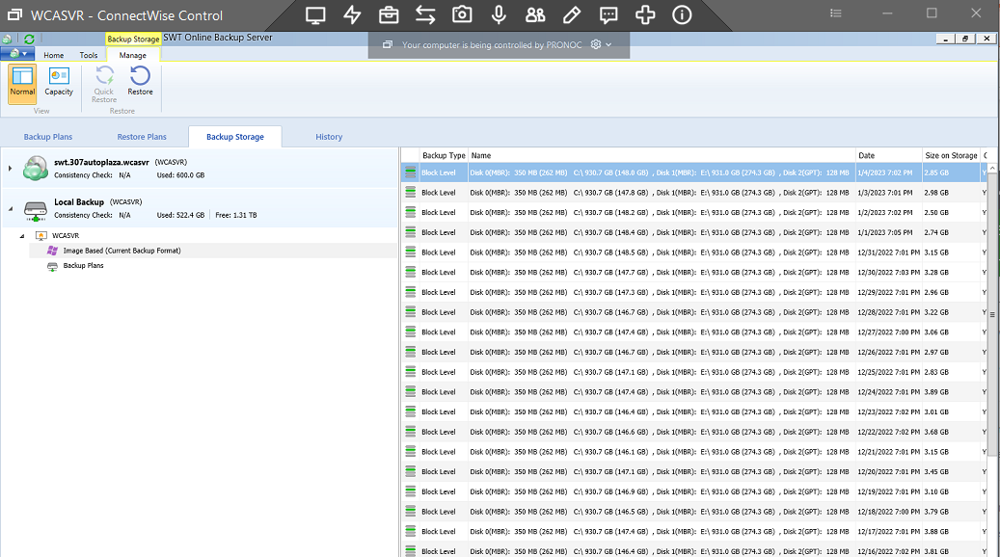 WCASVR - ConnectWise Control
Backup Storage
SWT Online Backup Server
Your computer is being controlled by PRONOC
Home
Tools
Manage
Normal
Capacity
Quick Restore
Restore
View
Restore
Backup Plans
Restore Plans
Backup Storage
History
swt.307autoplaza.wcasvr (WCASVR)
Consistency Check: N/A Used: 600.0 GB
Local Backup (WCASVR)
Consistency Check: N/A Used: 522.4 GB Free: 1.31 TB
WCASVR
Image Based (Current Backup Format)
Backup Plans
Backup Type Name Date Size on Storage C
Block Level Disk 0(MBR): 350 MB (262 MB) C:\ 930.7 GB (148.0 GB) , Disk 1(MBR): E:\ 931.0 GB (274.3 GB) , Disk 2(GPT): 128 MB 1/4/2023 7:02 PM 2.85 GB Y
Block Level Disk 0(MBR): 350 MB (262 MB) C:\ 930.7 GB (147.8 GB) , Disk 1(MBR): E:\ 931.0 GB (274.3 GB) , Disk 2(GPT): 128 MB 1/3/2023 7:01 PM 2.98 GB Y
Block Level Disk 0(MBR): 350 MB (262 MB) C:\ 930.7 GB (148.2 GB) , Disk 1(MBR): E:\ 931.0 GB (274.3 GB) , Disk 2(GPT): 128 MB 1/2/2023 7:02 PM 2.50 GB Y
Block Level Disk 0(MBR): 350 MB (262 MB) C:\ 930.7 GB (148.4 GB) , Disk 1(MBR): E:\ 931.0 GB (274.3 GB) , Disk 2(GPT): 128 MB 1/1/2023 7:05 PM 2.74 GB Y
Block Level Disk 0(MBR): 350 MB (262 MB) C:\ 930.7 GB (148.5 GB) , Disk 1(MBR): E:\ 931.0 GB (274.3 GB) , Disk 2(GPT): 128 MB 12/31/2022 7:01 PM 3.15 GB Y
Block Level Disk 0(MBR): 350 MB (262 MB) C:\ 930.7 GB (147.7 GB) , Disk 1(MBR): E:\ 931.0 GB (274.3 GB) , Disk 2(GPT): 128 MB 12/30/2022 7:03 PM 3.28 GB Y
Block Level Disk 0(MBR): 350 MB (262 MB) C:\ 930.7 GB (147.3 GB) , Disk 1(MBR): E:\ 931.0 GB (274.3 GB) , Disk 2(GPT): 128 MB 12/29/2022 7:01 PM 2.96 GB Y
Block Level Disk 0(MBR): 350 MB (262 MB) C:\ 930.7 GB (146.7 GB) , Disk 1(MBR): E:\ 931.0 GB (274.3 GB) , Disk 2(GPT): 128 MB 12/28/2022 7:01 PM 3.22 GB Y
Block Level Disk 0(MBR): 350 MB (262 MB) C:\ 930.7 GB (147.4 GB) , Disk 1(MBR): E:\ 931.0 GB (274.3 GB) , Disk 2(GPT): 128 MB 12/27/2022 7:00 PM 3.06 GB Y
Block Level Disk 0(MBR): 350 MB (262 MB) C:\ 930.7 GB (146.7 GB) , Disk 1(MBR): E:\ 931.0 GB (274.3 GB) , Disk 2(GPT): 128 MB 12/26/2022 7:01 PM 2.97 GB Y
Block Level Disk 0(MBR): 350 MB (262 MB) C:\ 930.7 GB (147.1 GB) , Disk 1(MBR): E:\ 931.0 GB (274.3 GB) , Disk 2(GPT): 128 MB 12/25/2022 7:01 PM 2.83 GB Y
Block Level Disk 0(MBR): 350 MB (262 MB) C:\ 930.7 GB (147.4 GB) , Disk 1(MBR): E:\ 931.0 GB (274.3 GB) , Disk 2(GPT): 128 MB 12/24/2022 7:01 PM 3.89 GB Y
Block Level Disk 0(MBR): 350 MB (262 MB) C:\ 930.7 GB (146.4 GB) , Disk 1(MBR): E:\ 931.0 GB (274.3 GB) , Disk 2(GPT): 128 MB 12/23/2022 7:02 PM 3.01 GB Y
Block Level Disk 0(MBR): 350 MB (262 MB) C:\ 930.7 GB (146.6 GB) , Disk 1(MBR): E:\ 931.0 GB (274.3 GB) , Disk 2(GPT): 128 MB 12/22/2022 7:02 PM 3.68 GB Y
Block Level Disk 0(MBR): 350 MB (262 MB) C:\ 930.7 GB (146.1 GB) , Disk 1(MBR): E:\ 931.0 GB (274.3 GB) , Disk 2(GPT): 128 MB 12/21/2022 7:01 PM 3.15 GB Y
Block Level Disk 0(MBR): 350 MB (262 MB) C:\ 930.7 GB (147.1 GB) , Disk 1(MBR): E:\ 931.0 GB (274.3 GB) , Disk 2(GPT): 128 MB 12/20/2022 7:01 PM 3.45 GB Y
Block Level Disk 0(MBR): 350 MB (262 MB) C:\ 930.7 GB (146.9 GB) , Disk 1(MBR): E:\ 931.0 GB (274.3 GB) , Disk 2(GPT): 128 MB 12/19/2022 7:01 PM 3.10 GB Y
Block Level Disk 0(MBR): 350 MB (262 MB) C:\ 930.7 GB (146.5 GB) , Disk 1(MBR): E:\ 931.0 GB (274.3 GB) , Disk 2(GPT): 128 MB 12/18/2022 7:00 PM 3.79 GB Y
Block Level Disk 0(MBR): 350 MB (262 MB) C:\ 930.7 GB (147.4 GB) , Disk 1(MBR): E:\ 931.0 GB (274.3 GB) , Disk 2(GPT): 128 MB 12/17/2022 7:01 PM 3.88 GB Y
Block Level Disk 0(MBR): 350 MB (262 MB) C:\ 930.7 GB (146.4 GB) , Disk 1(MBR): E:\ 931.0 GB (274.3 GB) , Disk 2(GPT): 128 MB 12/16/2022 7:02 PM 3.81 GB Y